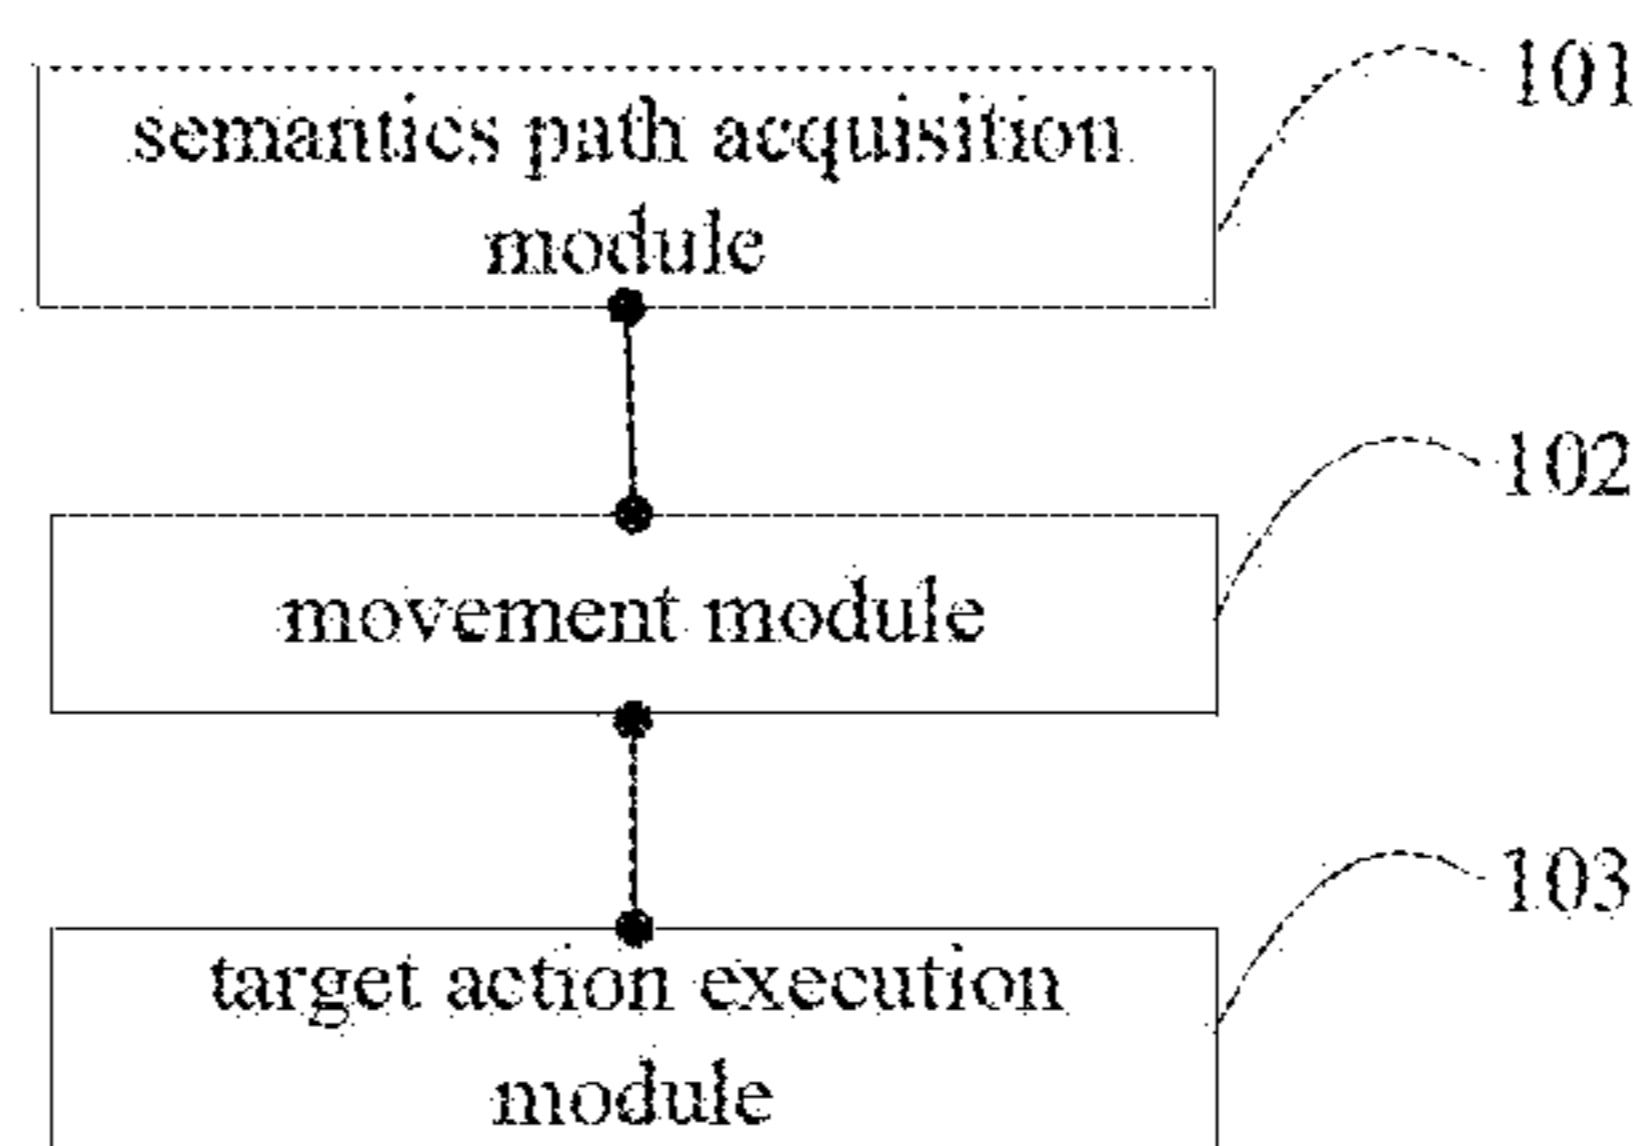 101
semantics path acquisition
module
102
movement module
103
target action execution
module